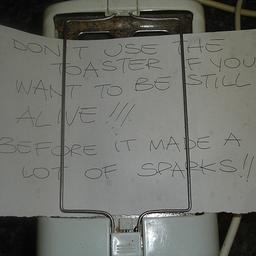 DON'T USE THE
TOASTER IF YOU
WANT TO BE STILL
ALIVE !!!
BEFORE IT MADE A
LOT OF SPARKS!!